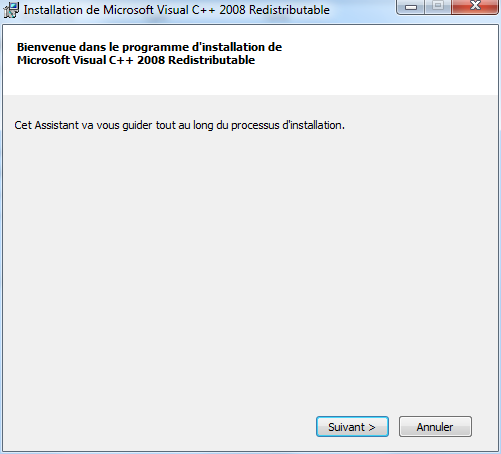 Installation de Microsoft Visual C++ 2008 Redistributable
Bienvenue dans le programme d'installation de
Microsoft Visual C++ 2008 Redistributable
Cet Assistant va vous guider tout au long du processus d'installation.
Suivant >
Annuler